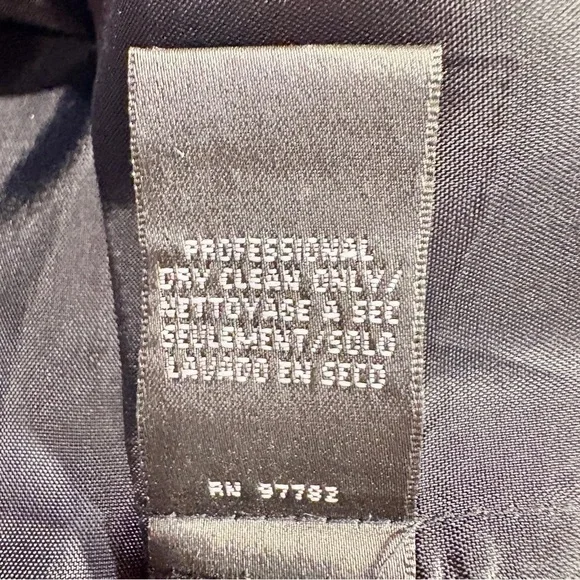 PROFESSIONAL
DRY CLEAN ONLY/
NETTOYAGE A SEC
SEULEMENT/SOLO
LAVADO EN SECO
RN 97782